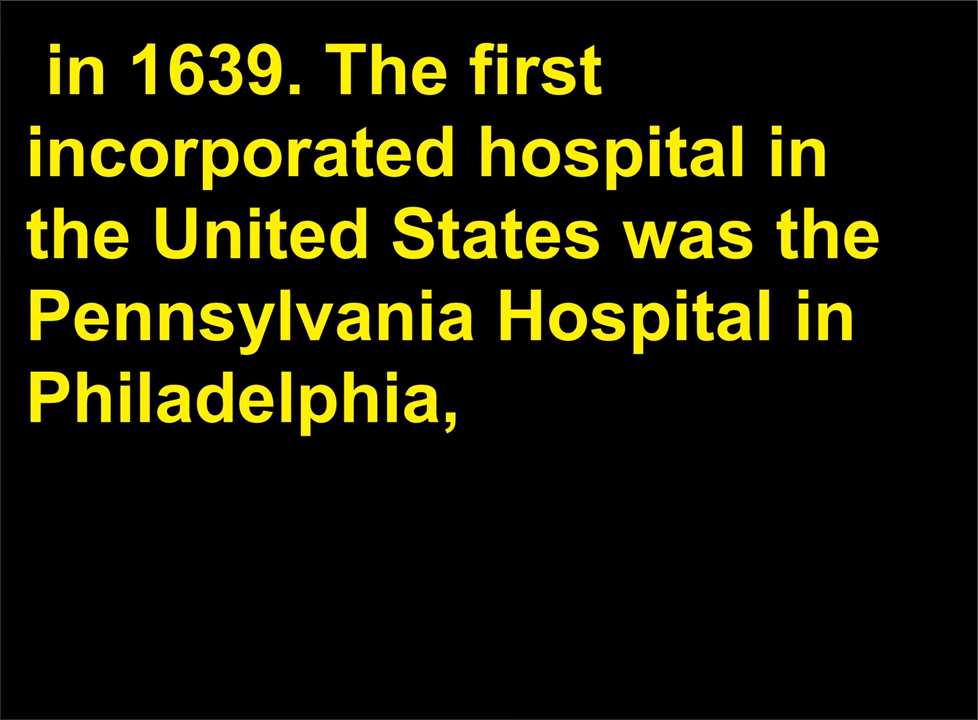 in 1639. The first
incorporated hospital in
the United States was the
Pennsylvania Hospital in
Philadelphia,